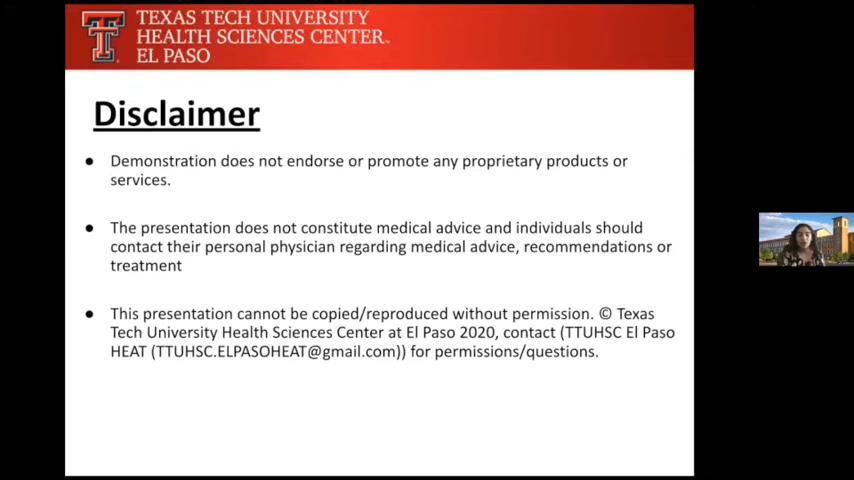 TEXAS TECH UNIVERSITY
HEALTH SCIENCES CENTER™
EL PASO
Disclaimer
● Demonstration does not endorse or promote any proprietary products or
services.
● The presentation does not constitute medical advice and individuals should
contact their personal physician regarding medical advice, recommendations or
treatment
● This presentation cannot be copied/reproduced without permission. © Texas
Tech University Health Sciences Center at El Paso 2020, contact (TTUHSC El Paso
HEAT (TTUHSC.ELPASOHEAT@gmail.com)) for permissions/questions.